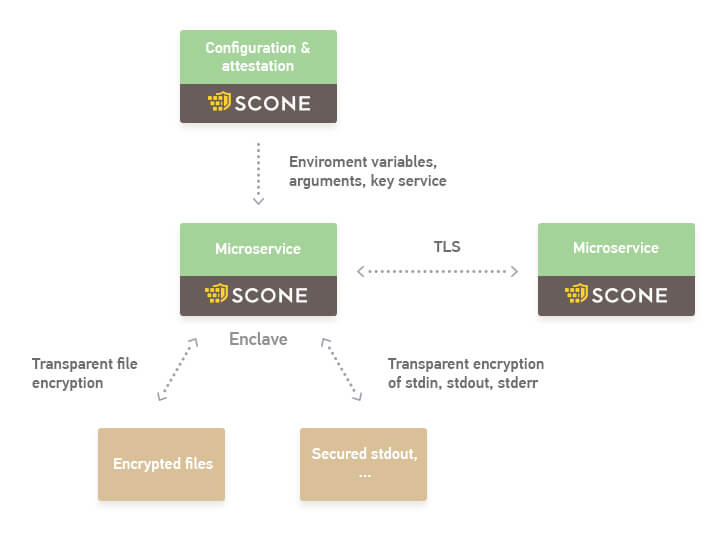 Configuration &
attestation
SCONE
Enviroment variables,
arguments, key service
Microservice
SCONE
Enclave
TLS
Microservice
SCONE
Transparent file
encryption
Transparent encryption
of stdin, stdout, stderr
Encrypted files
Secured stdout,
...